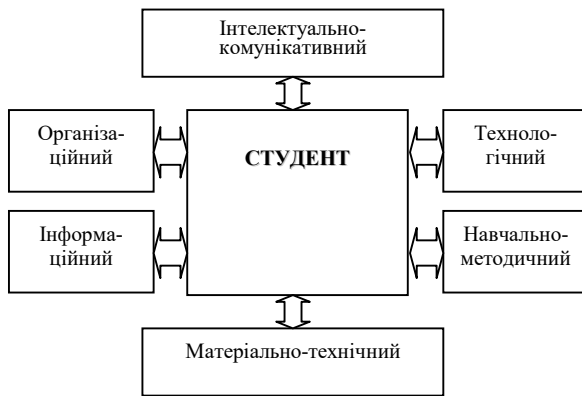 Інтелектуально-
комунікативний
Організа-
ційний
СТУДЕНТ
Техноло-
гічний
Інформа-
ційний
Навчально-
методичний
Матеріально-технічний